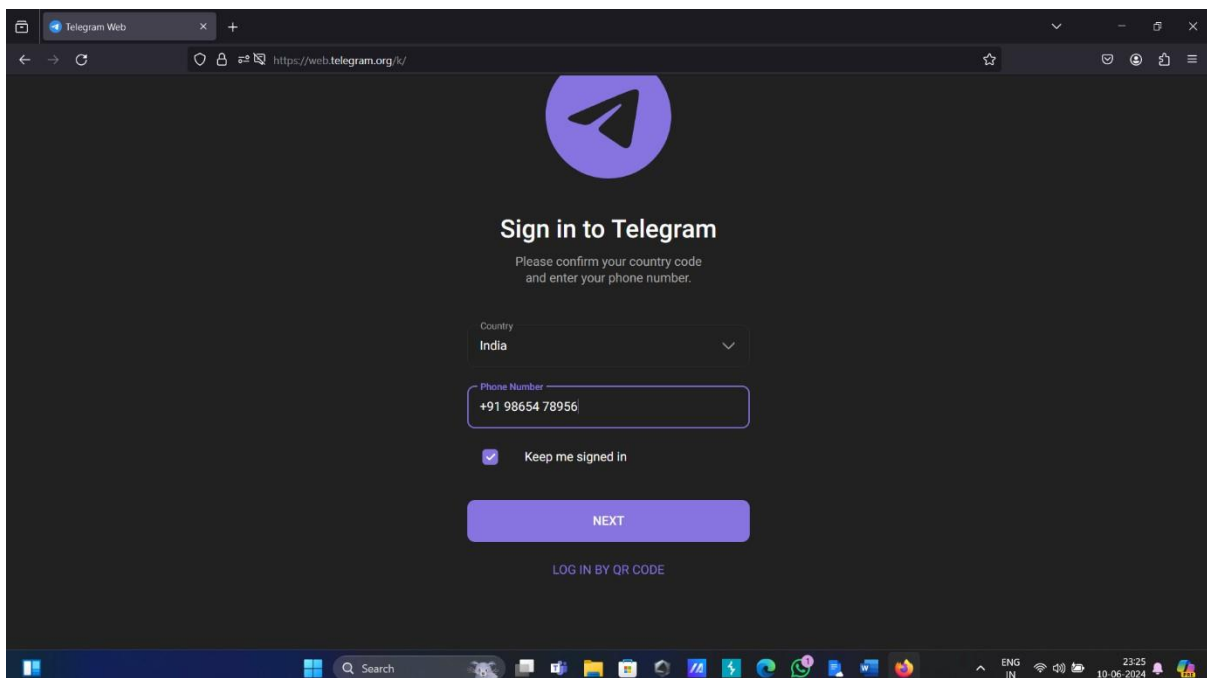 Telegram Web
https://web.telegram.org/k/
Sign in to Telegram
Please confirm your country code
and enter your phone number.
Country
India
Phone Number
+91 98654 78956
Keep me signed in
NEXT
LOG IN BY QR CODE
Search
1
ENG
IN
23:25
10-06-2024
PRE